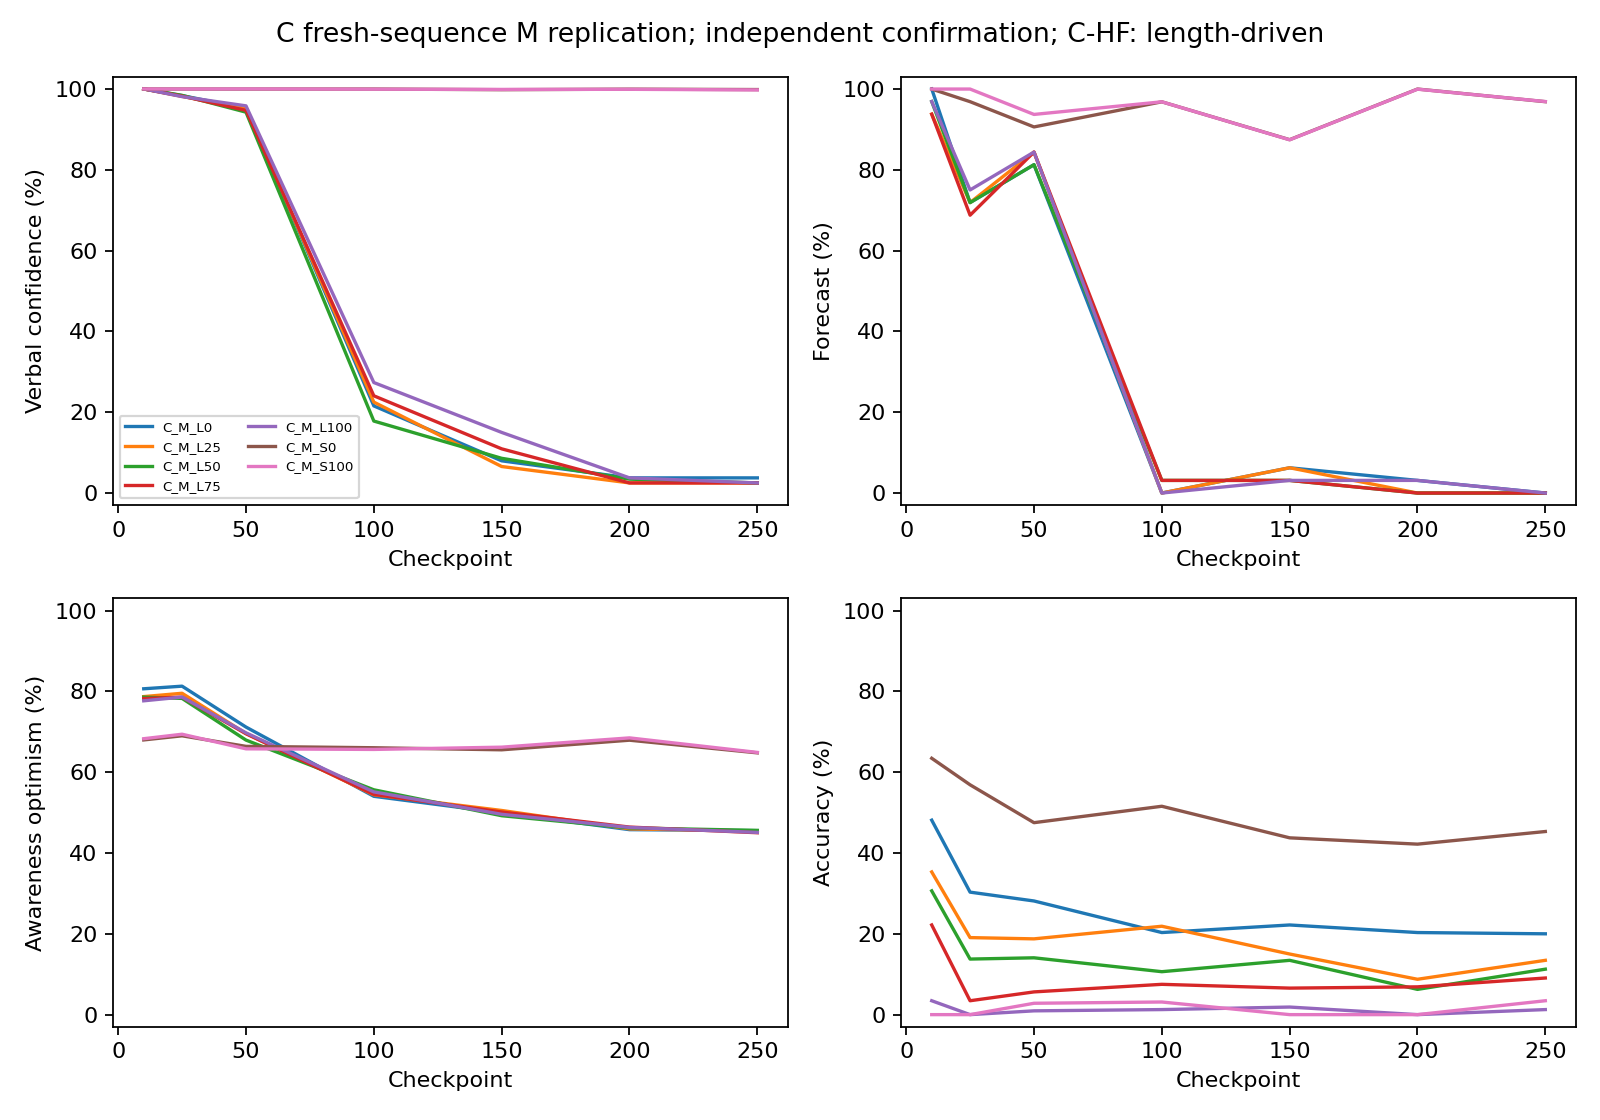 C fresh-sequence M replication; independent confirmation; C-HF: length-driven
Verbal confidence (%)
100
80
60
40
20
0
C_M_L0
C_M_L25
C_M_L50
C_M_L75
C_M_L100
C_M_S0
C_M_S100
0 50 100 150 200 250
Checkpoint
Forecast (%)
100
80
60
40
20
0
0 50 100 150 200 250
Checkpoint
Awareness optimism (%)
100
80
60
40
20
0
0 50 100 150 200 250
Checkpoint
Accuracy (%)
100
80
60
40
20
0
0 50 100 150 200 250
Checkpoint